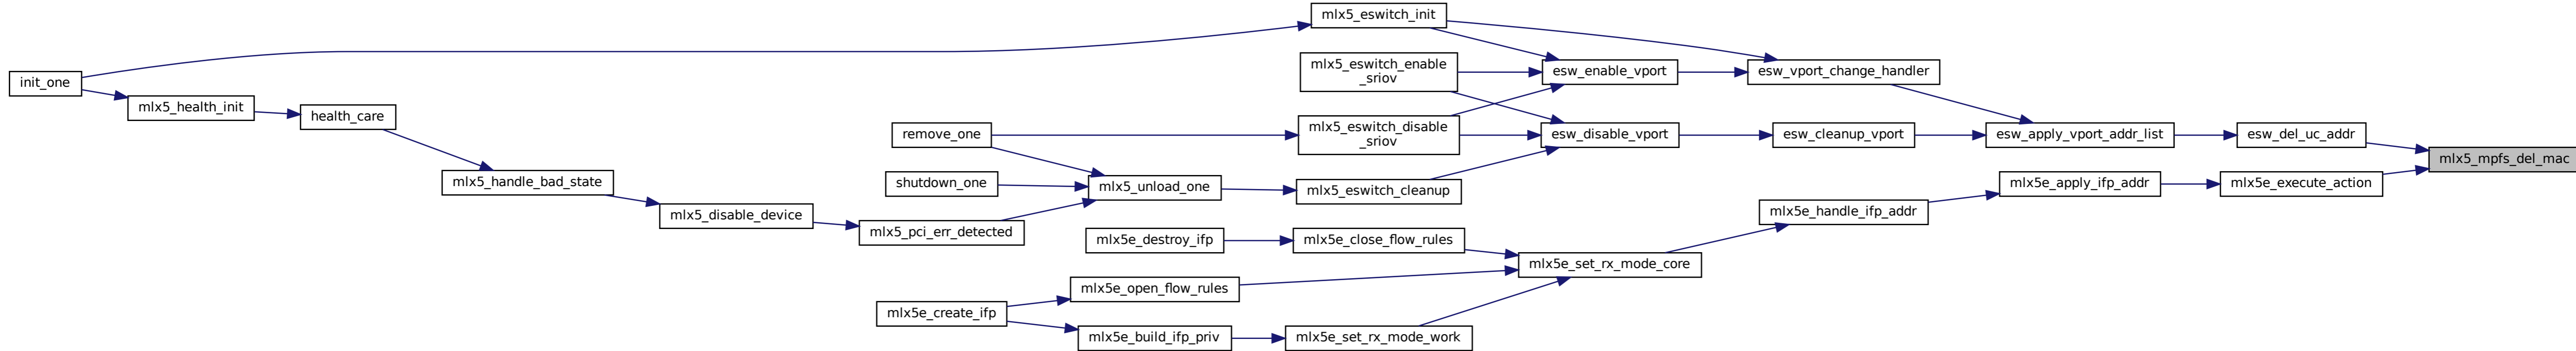 mlx5_eswitch_init
mlx5_eswitch_enable
_sriov
esw_enable_vport
esw_vport_change_handler
init_one
mlx5_health_init
health_care
remove_one
mlx5_eswitch_disable
_sriov
esw_disable_vport
esw_cleanup_vport
esw_apply_vport_addr_list
esw_del_uc_addr
mlx5_mpfs_del_mac
mlx5_handle_bad_state
shutdown_one
mlx5_unload_one
mlx5_eswitch_cleanup
mlx5e_apply_ifp_addr
mlx5e_execute_action
mlx5_disable_device
mlx5_pci_err_detected
mlx5e_handle_ifp_addr
mlx5e_destroy_ifp
mlx5e_close_flow_rules
mlx5e_set_rx_mode_core
mlx5e_open_flow_rules
mlx5e_create_ifp
mlx5e_build_ifp_priv
mlx5e_set_rx_mode_work